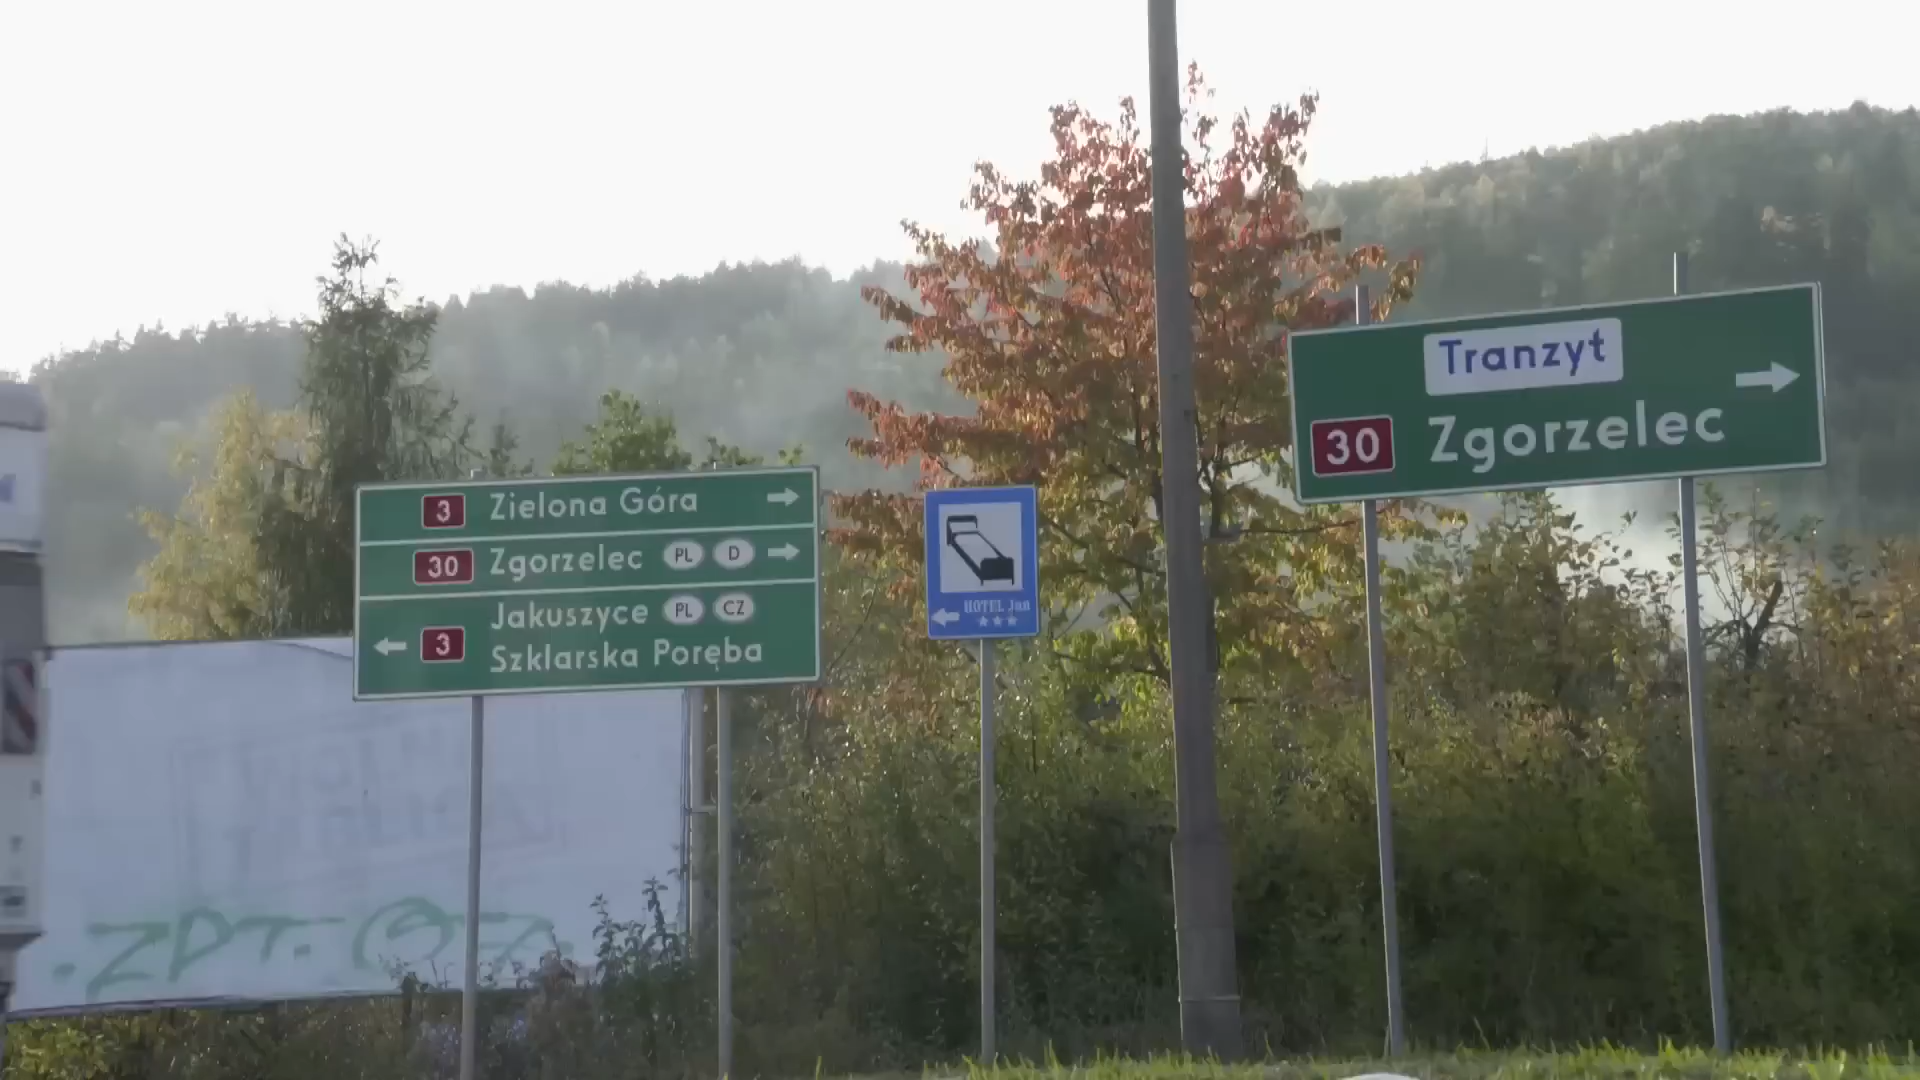 3 Zielona Góra
30 Zgorzelec PL D
Jakuszyce PL CZ
3
Szklarska Poręba
HOTEL Jan
Tranzyt
30 Zgorzelec